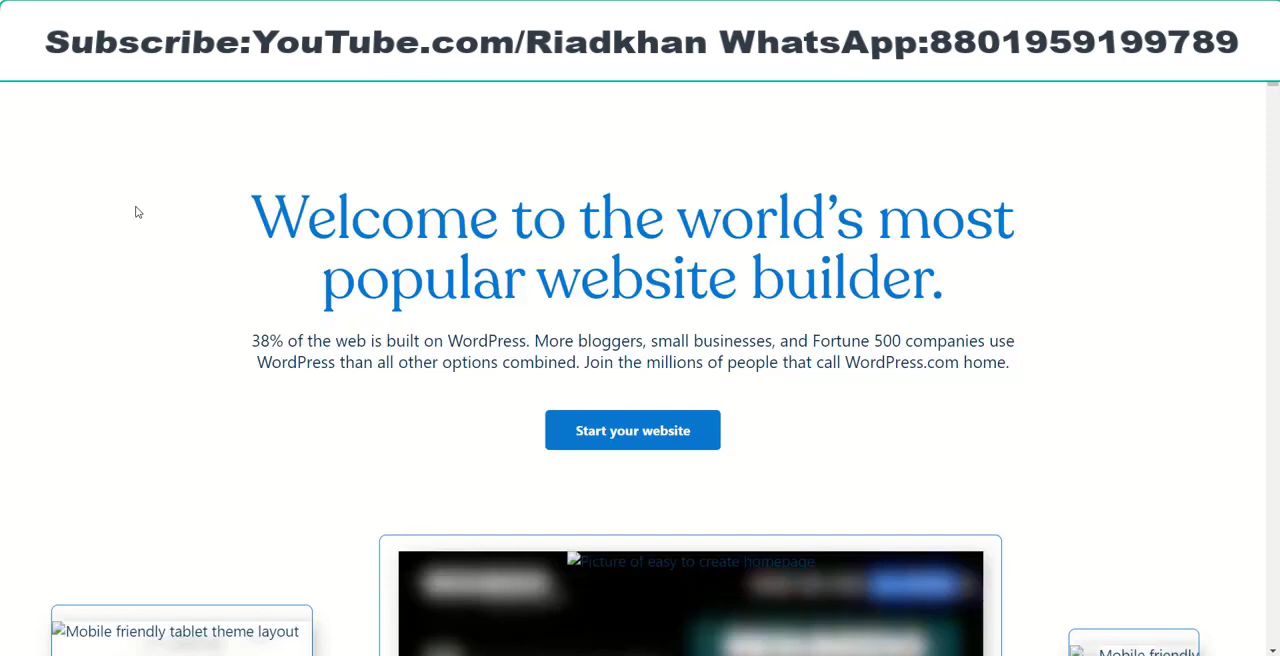 Subscribe:YouTube.com/Riadkhan WhatsApp:8801959199789
Welcome to the world’s most
popular website builder.
38% of the web is built on WordPress. More bloggers, small businesses, and Fortune 500 companies use
WordPress than all other options combined. Join the millions of people that call WordPress.com home.
Start your website
Picture of easy to create homepage
Mobile friendly tablet theme layout
Mobile friendly